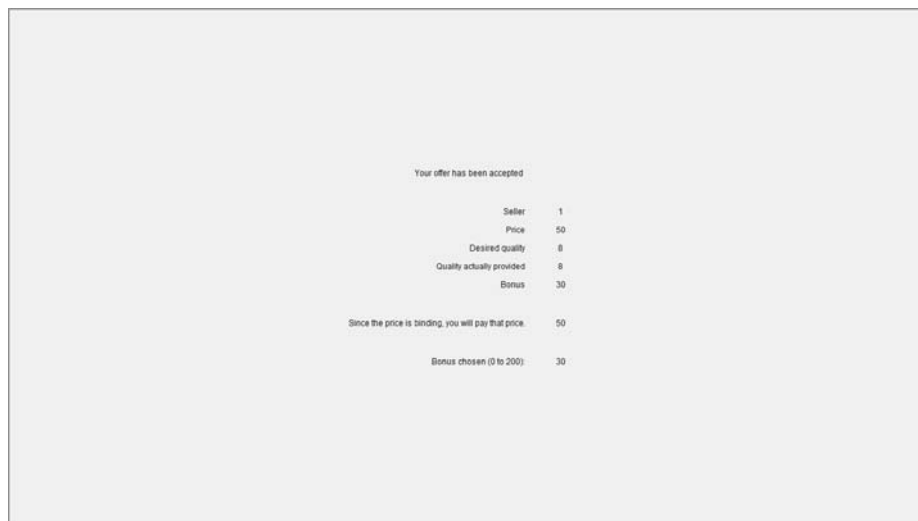 Your offer has been accepted
Seller 1
Price 50
Desired quality 8
Quality actually provided 8
Bonus 30
Since the price is binding, you will pay that price. 50
Bonus chosen (0 to 200): 30